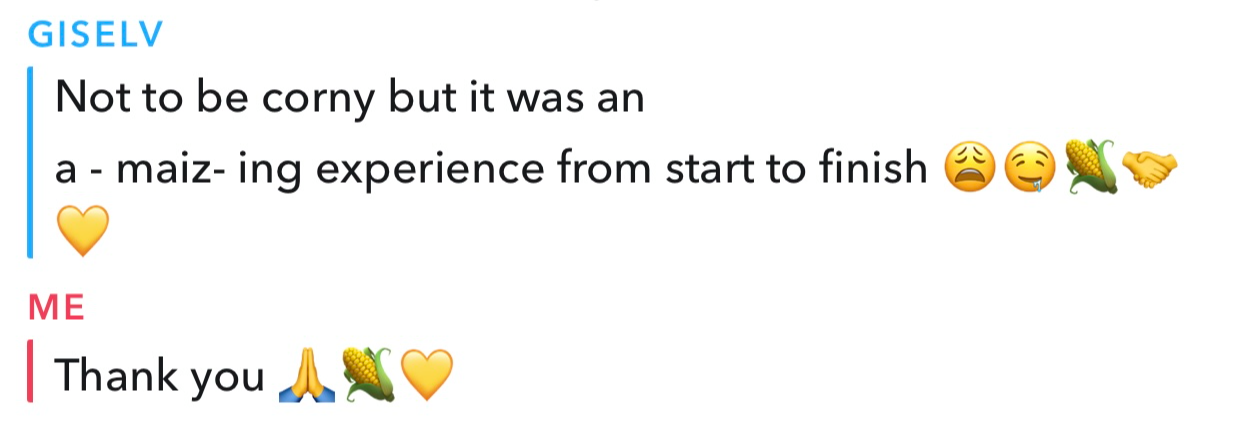 GISELV
Not to be corny but it was an
a - maiz- ing experience from start to finish 😩🤤🌽🤝
💛
ME
Thank you 🙏🌽💛